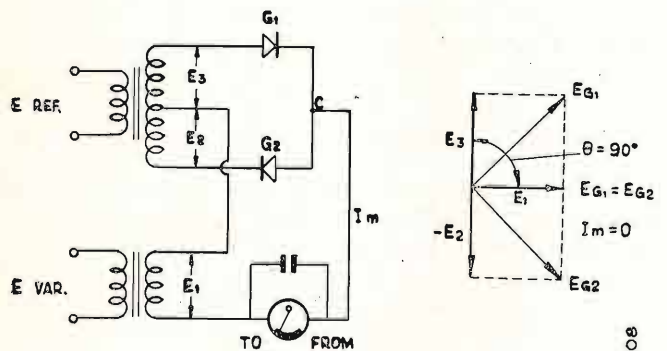 G1
E3
E REF.
C
E2
G2
Im
E VAR.
E1
TO FROM
EG1
E3
θ = 90°
E1
EG1 = EG2
-E2
Im = 0
EG2
08